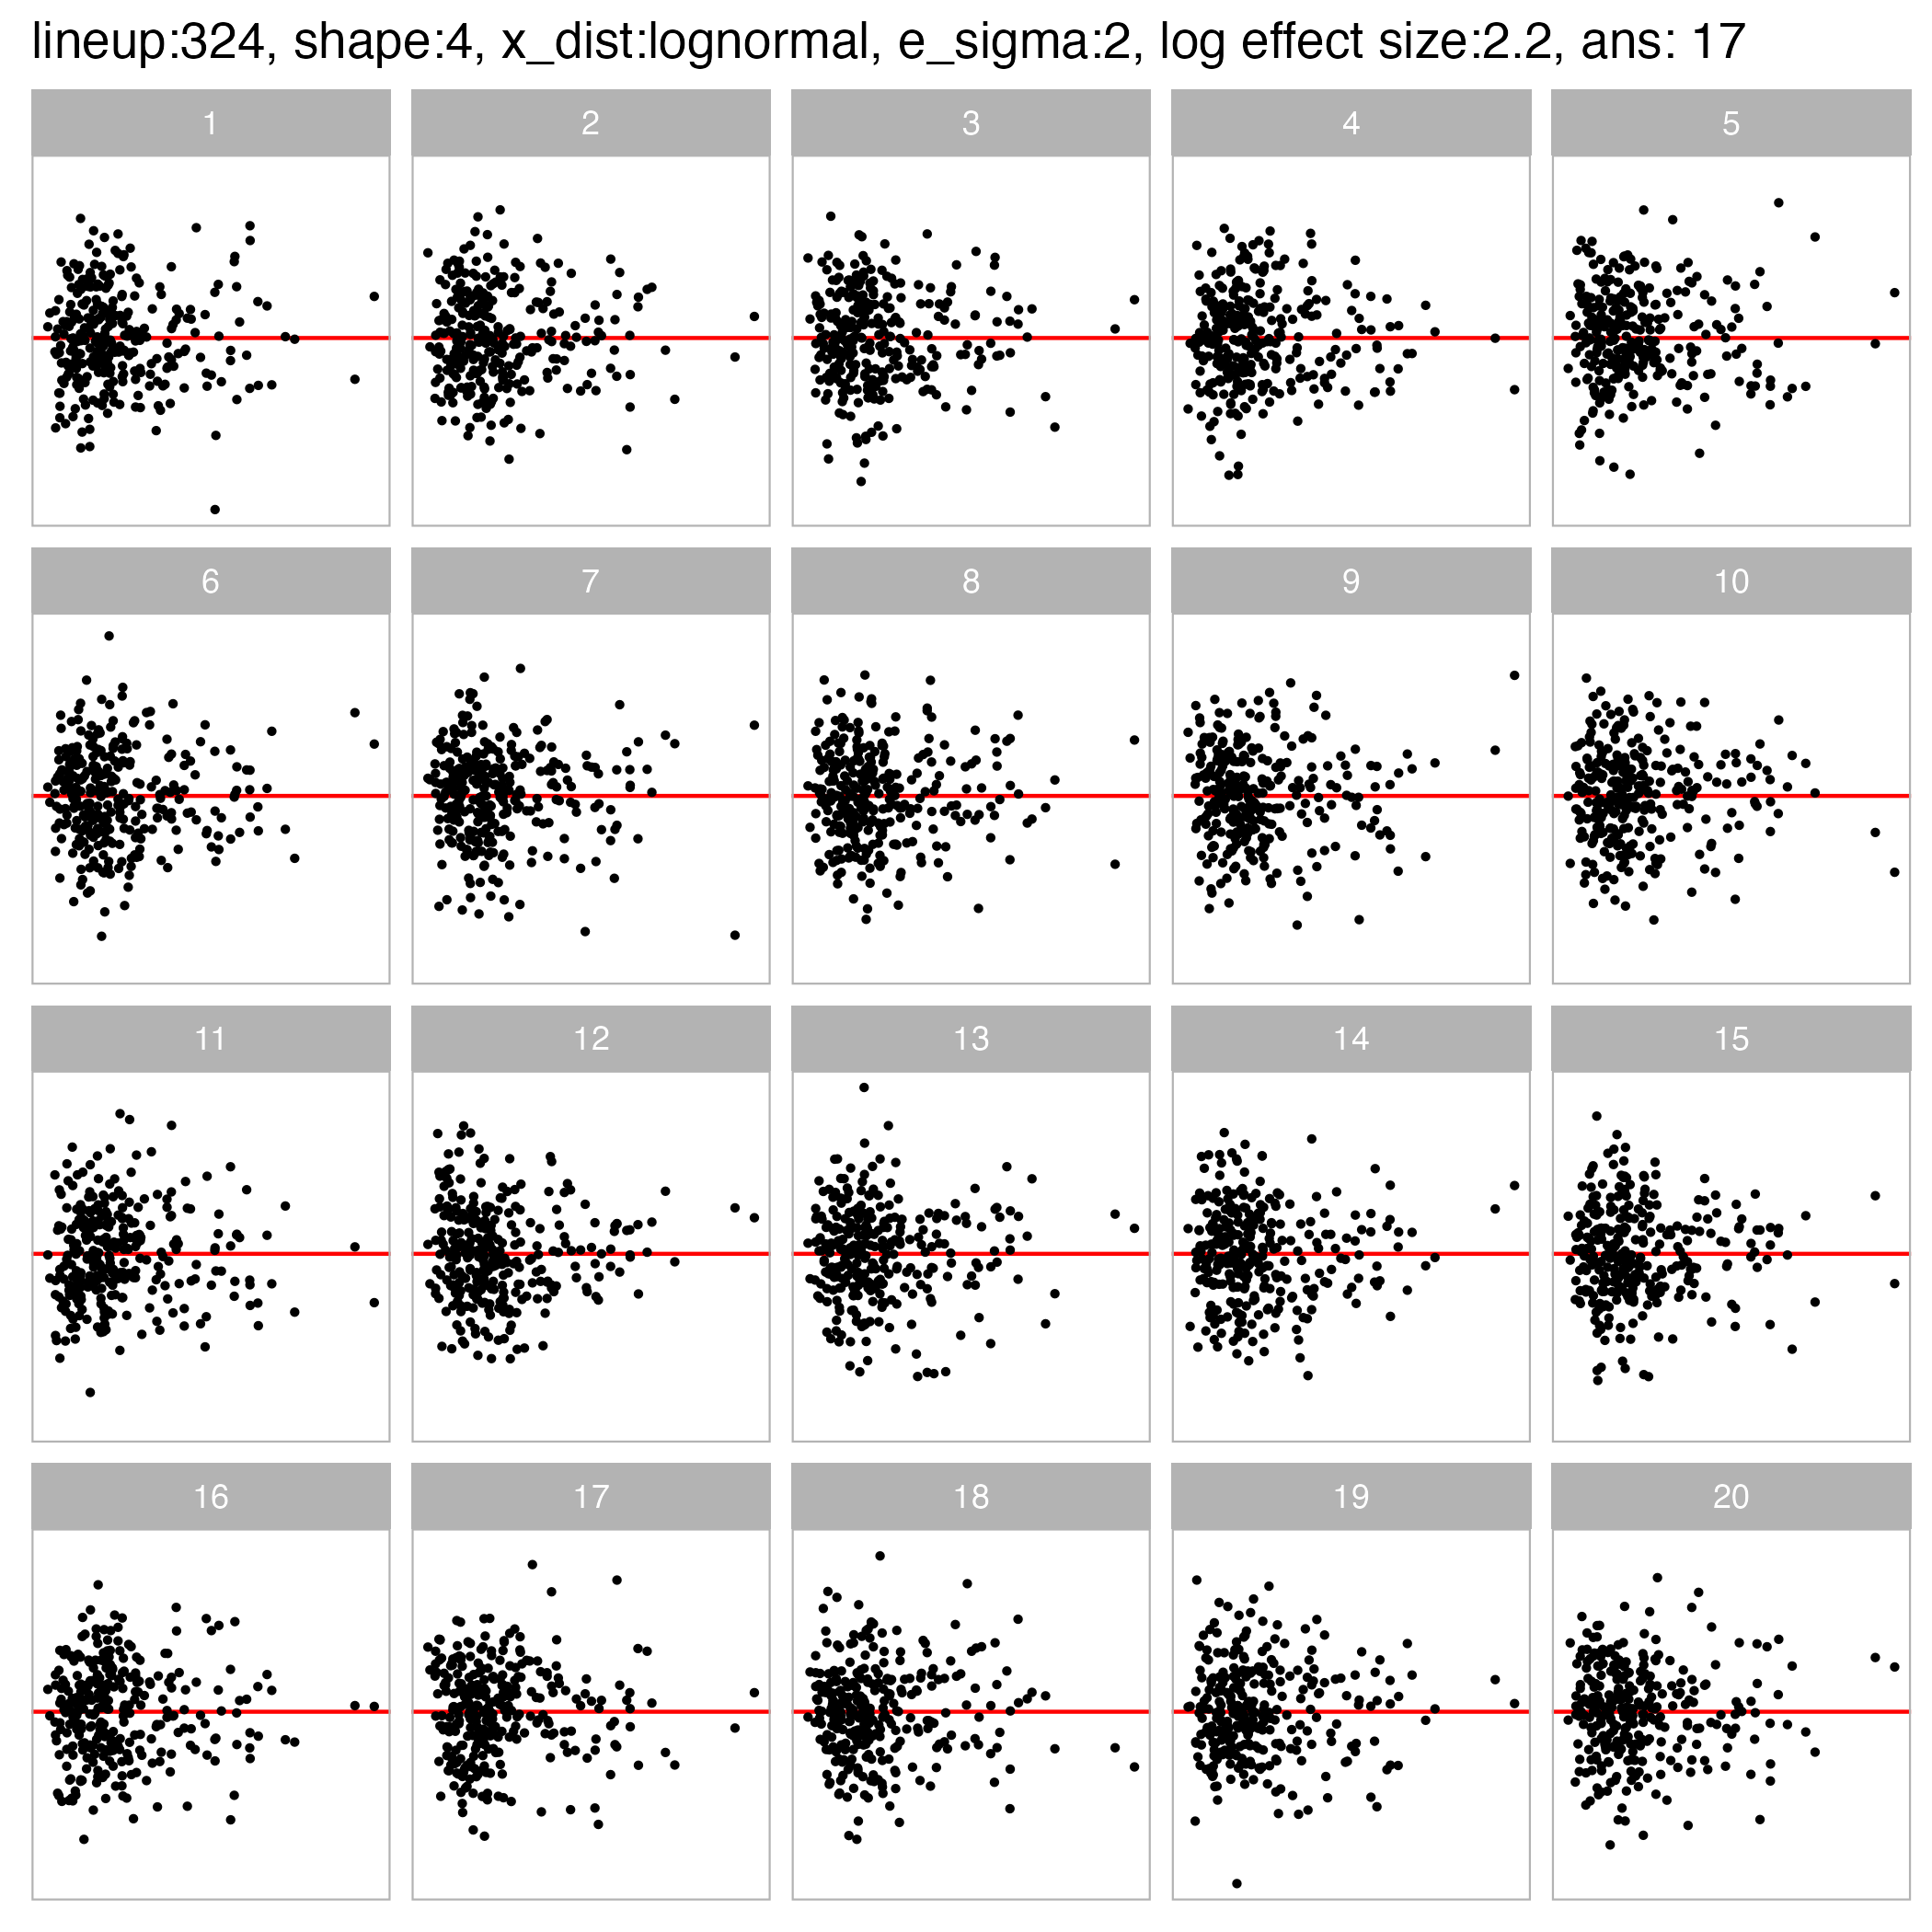 lineup:324, shape:4, x_dist:lognormal, e_sigma:2, log effect size:2.2, ans: 17
1 2 3 4 5
6 7 8 9 10
11 12 13 14 15
16 17 18 19 20